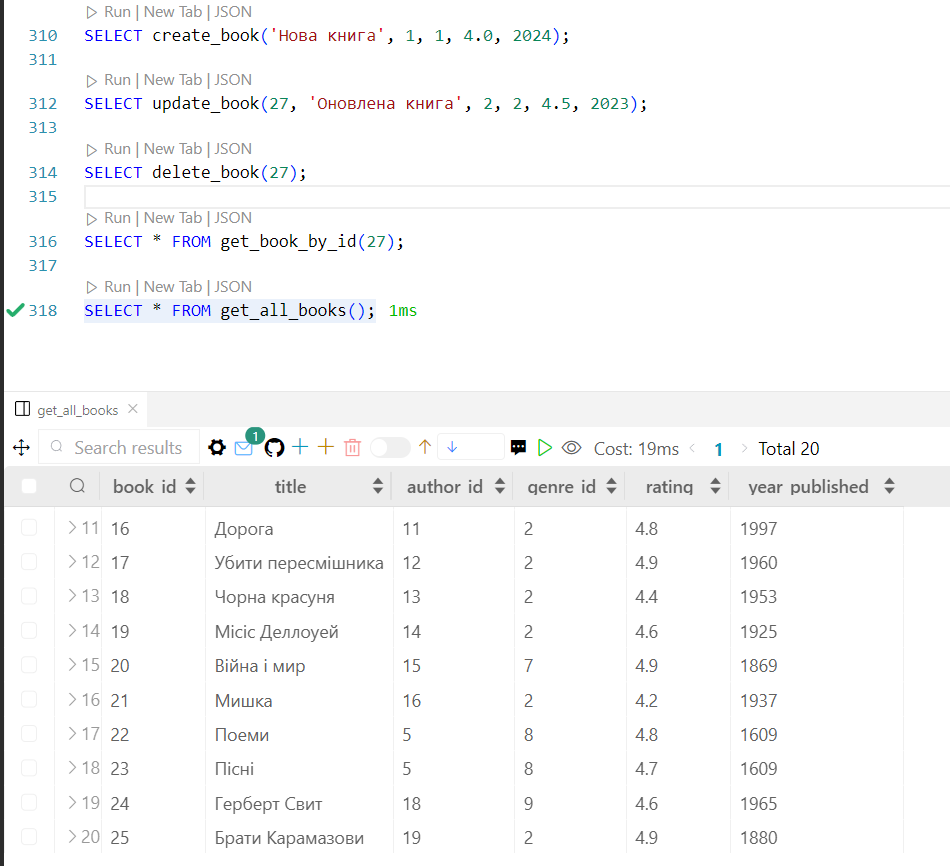 Run | New Tab | JSON
310 SELECT create_book('Нова книга', 1, 1, 4.0, 2024);
311
Run | New Tab | JSON
312 SELECT update_book(27, 'Оновлена книга', 2, 2, 4.5, 2023);
313
Run | New Tab | JSON
314 SELECT delete_book(27);
315
Run | New Tab | JSON
316 SELECT * FROM get_book_by_id(27);
317
Run | New Tab | JSON
318 SELECT * FROM get_all_books(); 1ms
get_all_books
Search results 1 Cost: 19ms 1 Total 20
book_id title author_id genre_id rating year_published
11 16 Дорога 11 2 4.8 1997
12 17 Убити пересмішника 12 2 4.9 1960
13 18 Чорна красуня 13 2 4.4 1953
14 19 Місіс Деллоуей 14 2 4.6 1925
15 20 Війна і мир 15 7 4.9 1869
16 21 Мишка 16 2 4.2 1937
17 22 Поеми 5 8 4.8 1609
18 23 Пісні 5 8 4.7 1609
19 24 Герберт Свит 18 9 4.6 1965
20 25 Брати Карамазови 19 2 4.9 1880